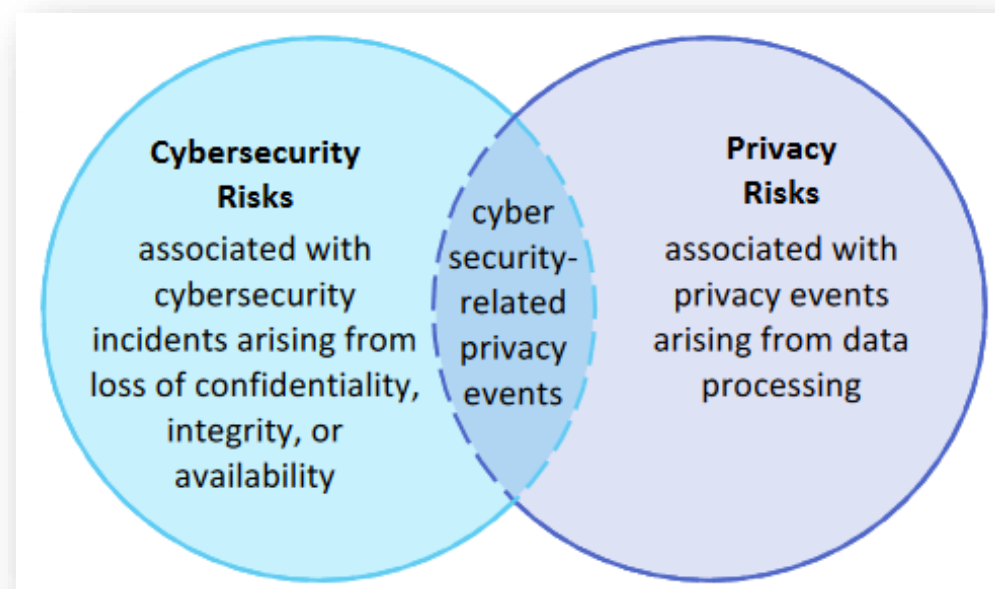 Cybersecurity
Risks
associated with
cybersecurity
incidents arising from
loss of confidentiality,
integrity, or
availability
cyber
security-
related
privacy
events
Privacy
Risks
associated with
privacy events
arising from data
processing